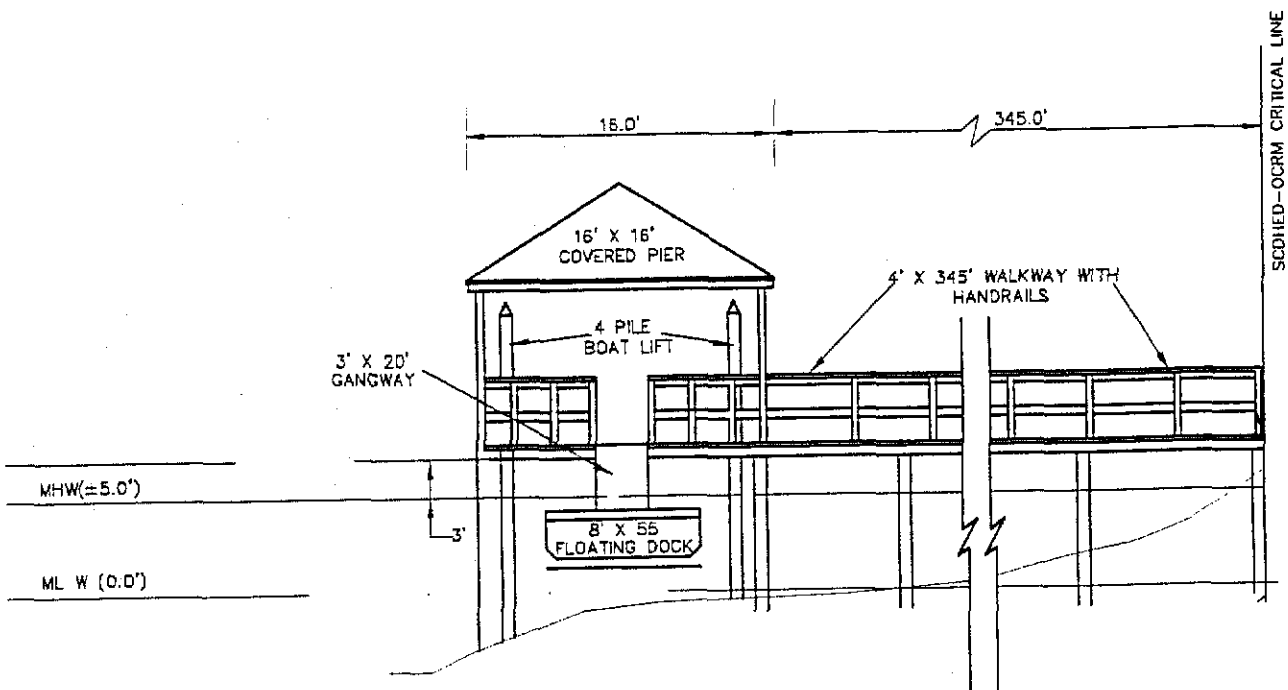 SCDHED-OCRM CRITICAL LINE
16.0'
345.0'
16' X 16'
COVERED PIER
4' X 345' WALKWAY WITH
HANDRAILS
4 PILE
BOAT LIFT
3' X 20'
GANGWAY
MHW(±5.0')
3'
8' X 55
FLOATING DOCK
ML W (0.0')